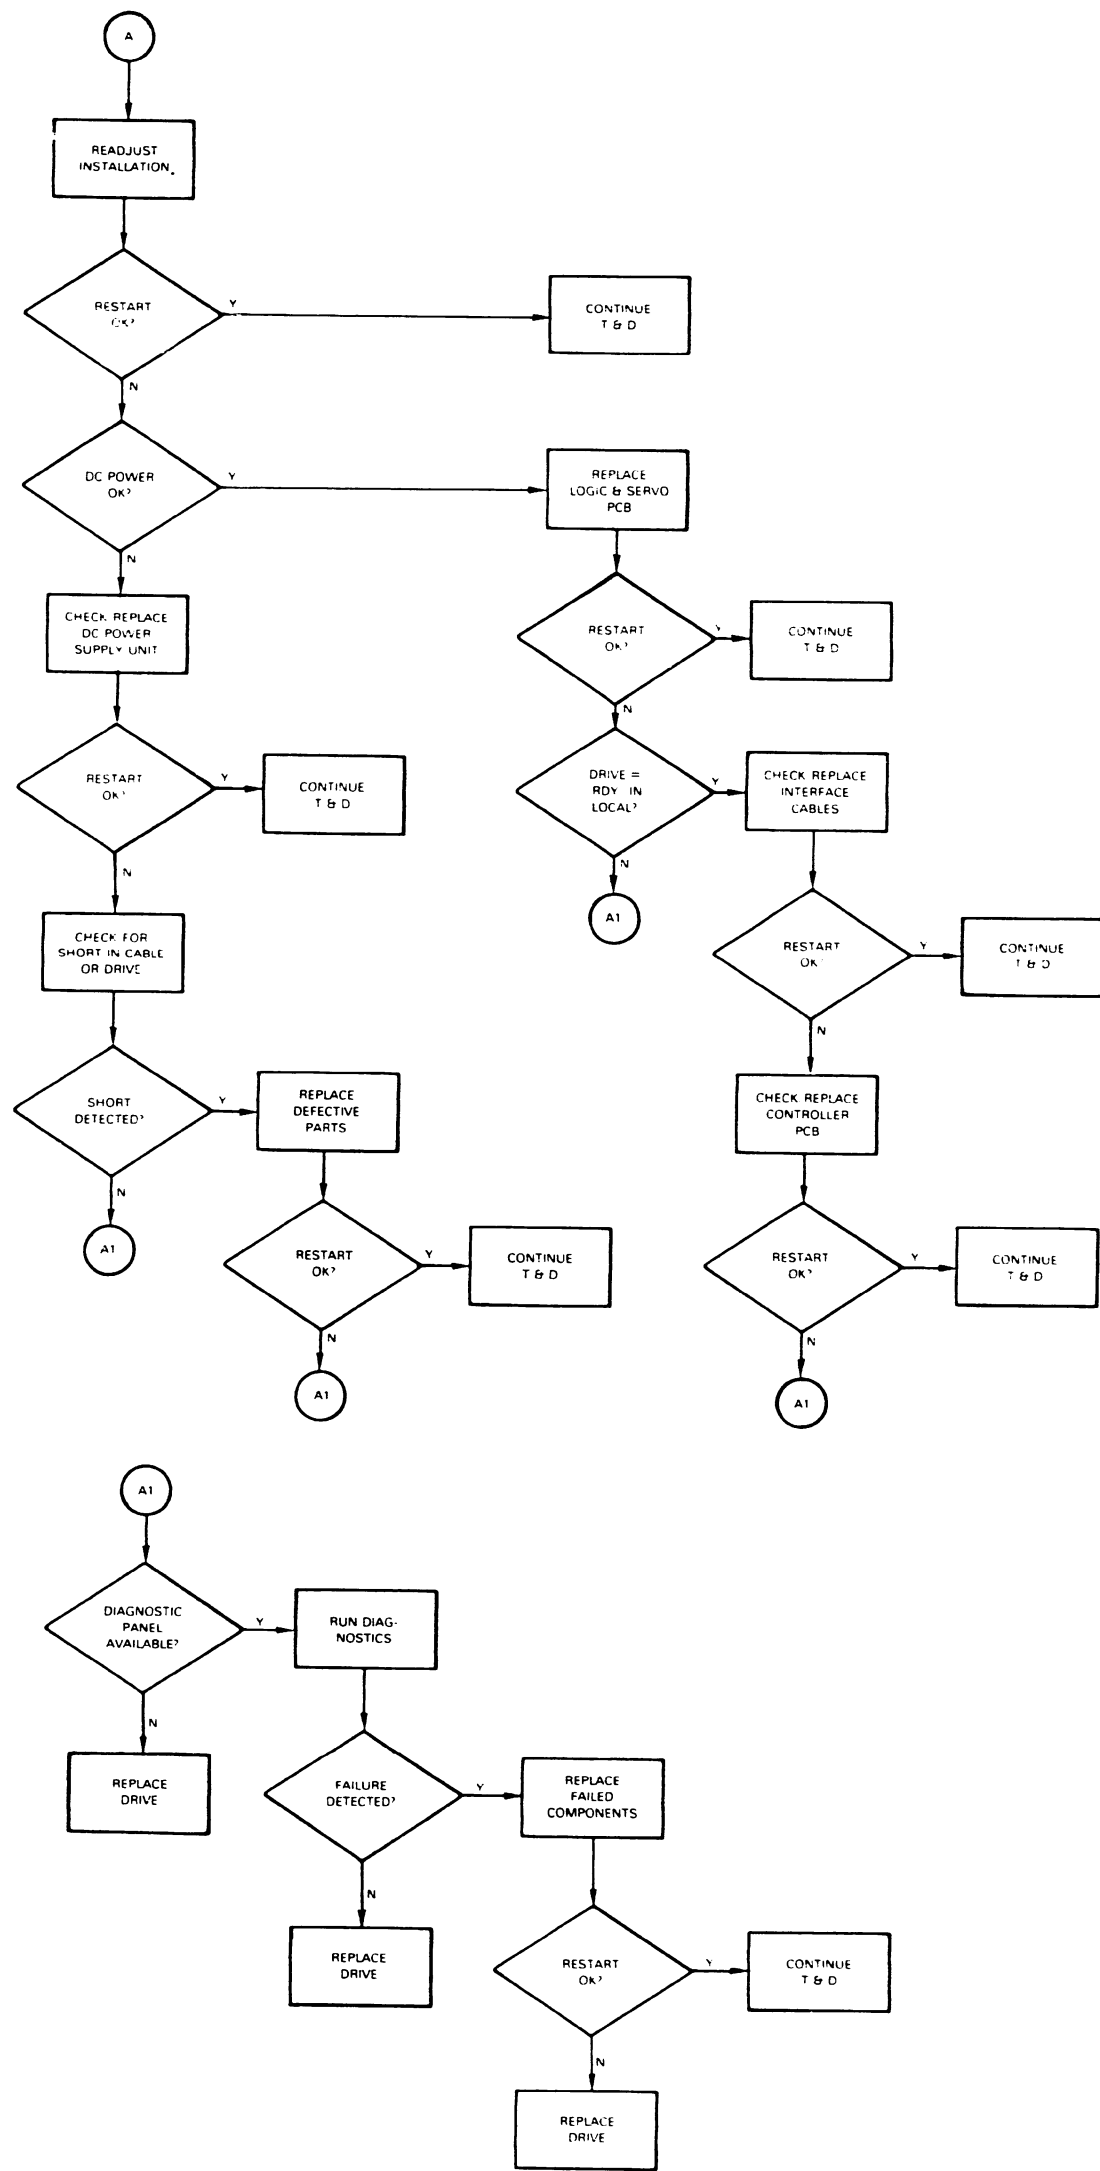 A
READJUST
INSTALLATION.
RESTART
OK?
Y
CONTINUE
T & D
N
DC POWER
OK?
Y
REPLACE
LOGIC & SERVO
PCB
N
CHECK REPLACE
DC POWER
SUPPLY UNIT
RESTART
OK?
Y
CONTINUE
T & D
N
RESTART
OK?
Y
CONTINUE
T & D
DRIVE =
RDY IN
LOCAL?
Y
CHECK REPLACE
INTERFACE
CABLES
N
N
A1
CHECK FOR
SHORT IN CABLE
OR DRIVE
RESTART
OK?
Y
CONTINUE
T & D
N
SHORT
DETECTED?
Y
REPLACE
DEFECTIVE
PARTS
CHECK REPLACE
CONTROLLER
PCB
N
A1
RESTART
OK?
Y
CONTINUE
T & D
RESTART
OK?
Y
CONTINUE
T & D
N
A1
N
A1
A1
DIAGNOSTIC
PANEL
AVAILABLE?
Y
RUN DIAG-
NOSTICS
N
REPLACE
DRIVE
FAILURE
DETECTED?
Y
REPLACE
FAILED
COMPONENTS
N
REPLACE
DRIVE
RESTART
OK?
Y
CONTINUE
T & D
N
REPLACE
DRIVE